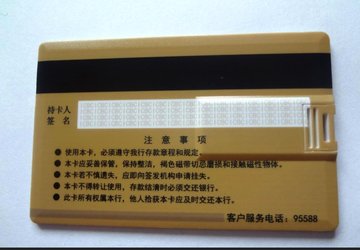 持卡人
签 名
注 意 事 项
● 使用本卡，必须遵守我行存款章程和规定。
● 本卡应妥善保管，保持整洁，褐色磁带切忌磨损和接触磁性物体。
● 本卡若不慎遗失，应即向签发机构申请挂失。
● 本卡不得转让使用，存款结清时必须交还银行。
● 此卡所有权属本行，他人拾获本卡应及时交还本行。
客户服务电话：95588